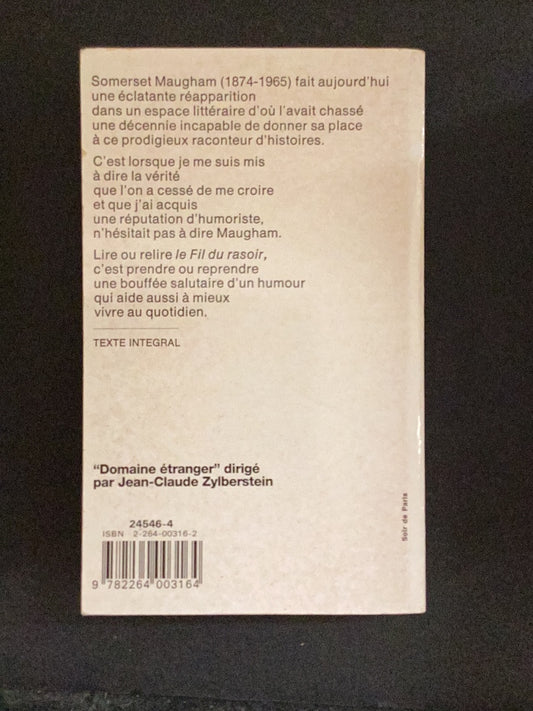 Somerset Maugham (1874-1965) fait aujourd'hui
une éclatante réapparition
dans un espace littéraire d'où l'avait chassé
une décennie incapable de donner sa place
à ce prodigieux raconteur d'histoires.
C'est lorsque je me suis mis
à dire la vérité
que l'on a cessé de me croire
et que j'ai acquis
une réputation d'humoriste,
n'hésitait pas à dire Maugham.
Lire ou relire le Fil du rasoir,
c'est prendre ou reprendre
une bouffée salutaire d'un humour
qui aide aussi à mieux
vivre au quotidien.
TEXTE INTEGRAL
"Domaine étranger" dirigé
par Jean-Claude Zylberstein
24546-4
ISBN 2-264-00316-2
9 782264 003164
Soir de Paris